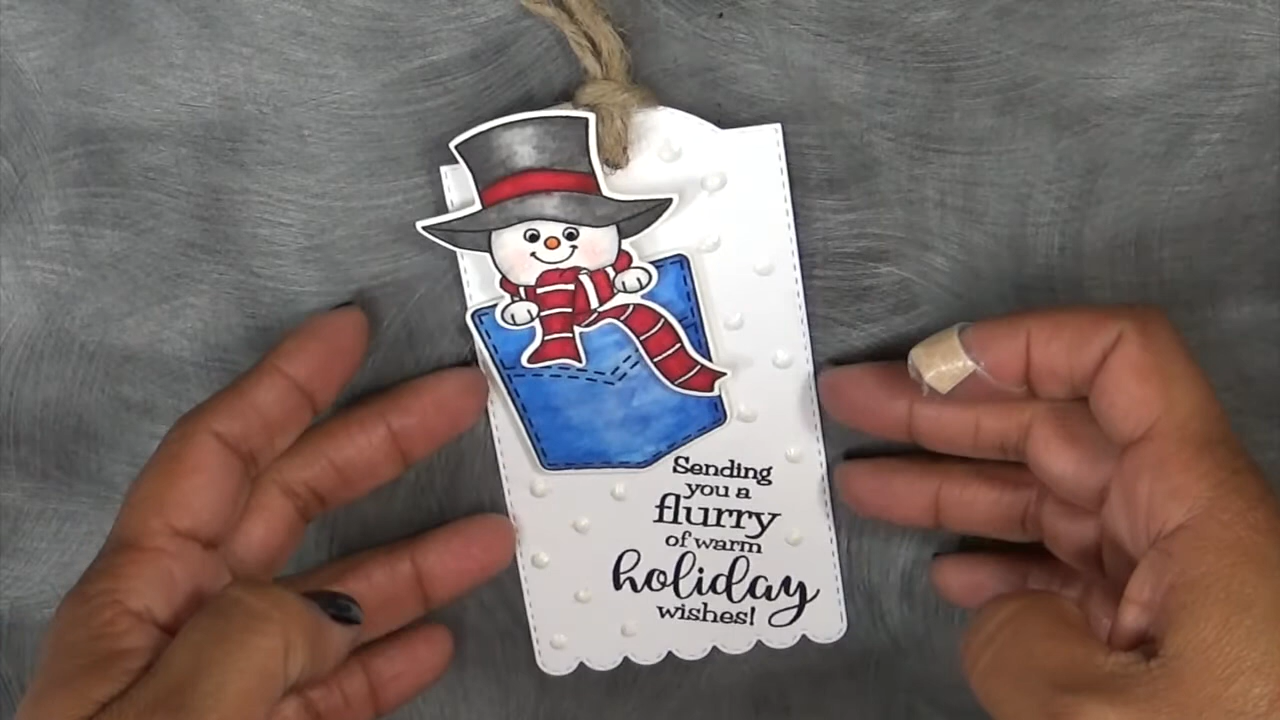 Sending
you a
flurry
of warm
holiday
wishes!